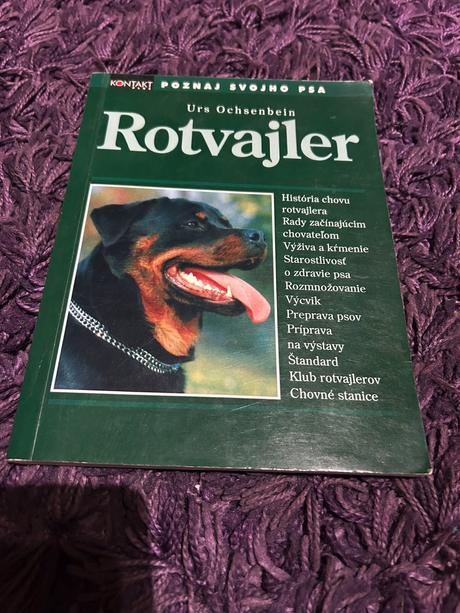 KONTAKT POZNAJ SVOJHO PSA
Urs Ochsenbein
Rotvajler
História chovu
rotvajlera
Rady začínajúcim
chovateľom
Výživa a kŕmenie
Starostlivosť
o zdravie psa
Rozmnožovanie
Výcvik
Preprava psov
Príprava
na výstavy
Štandard
Klub rotvajlerov
Chovné stanice